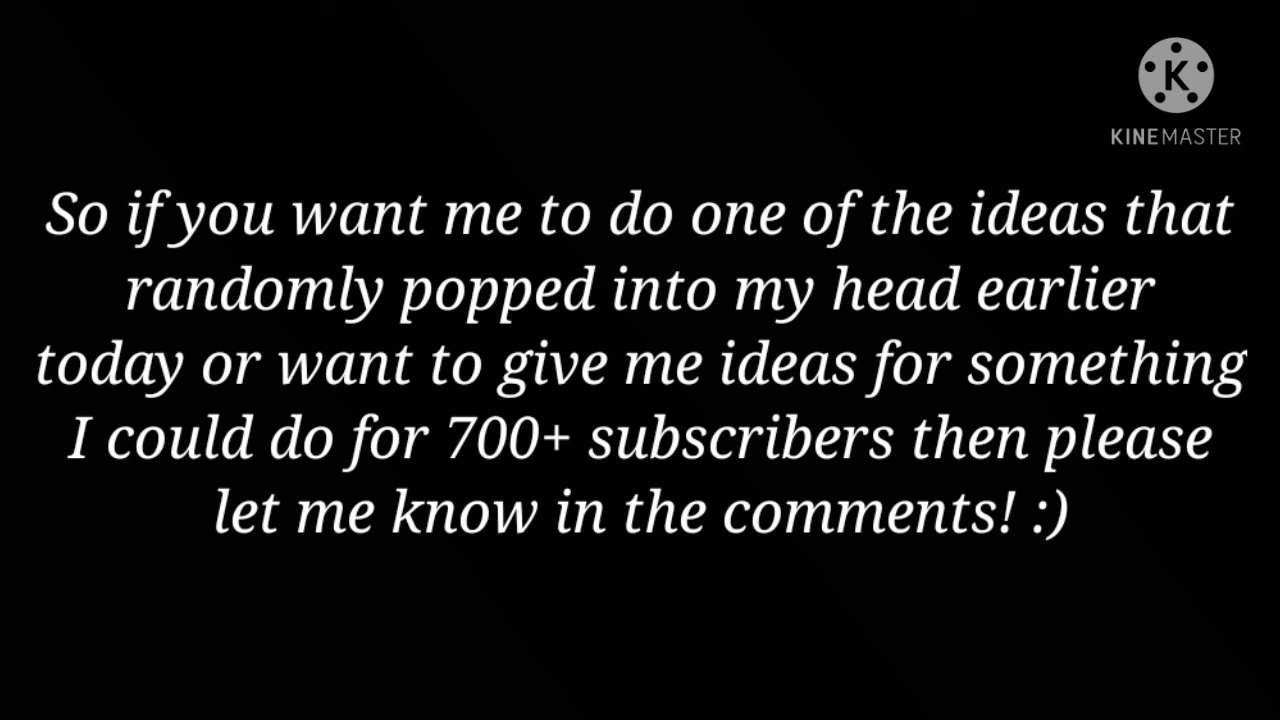 K
KINEMASTER
So if you want me to do one of the ideas that
randomly popped into my head earlier
today or want to give me ideas for something
I could do for 700+ subscribers then please
let me know in the comments! :)